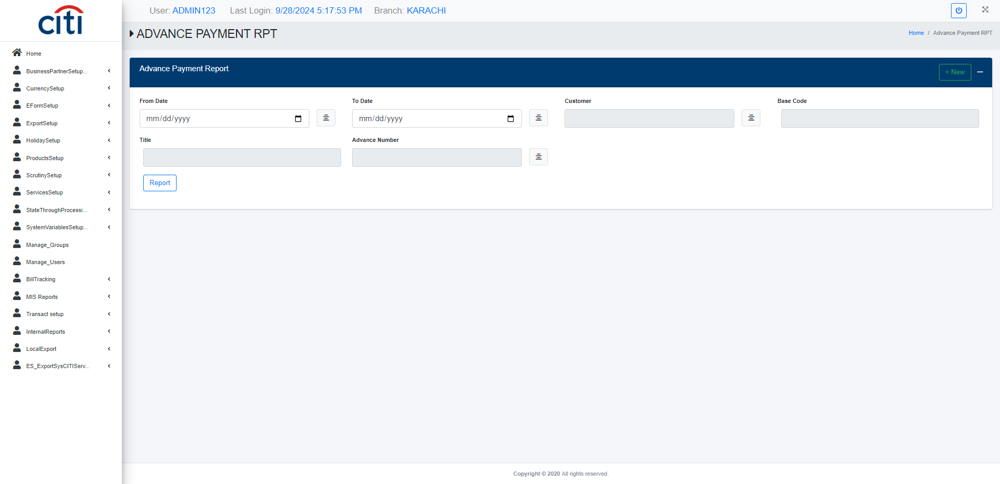 citi
User: ADMIN123 Last Login: 9/28/2024 5:17:53 PM Branch: KARACHI
ADVANCE PAYMENT RPT
Home / Advance Payment RPT
Home
BusinessPartnerSetup...
CurrencySetup
EFormSetup
ExportSetup
HolidaySetup
ProductsSetup
ScrutinySetup
ServicesSetup
StateThroughProcessi...
SystemVariablesSetup...
Manage_Groups
Manage_Users
BillTracking
MIS Reports
Transact setup
InternalReports
LocalExport
ES_ExportSysCITIServ...
Advance Payment Report
+ New
From Date To Date Customer Base Code
mm/dd/yyyy mm/dd/yyyy
Title Advance Number
Report
Copyright © 2020 All rights reserved.